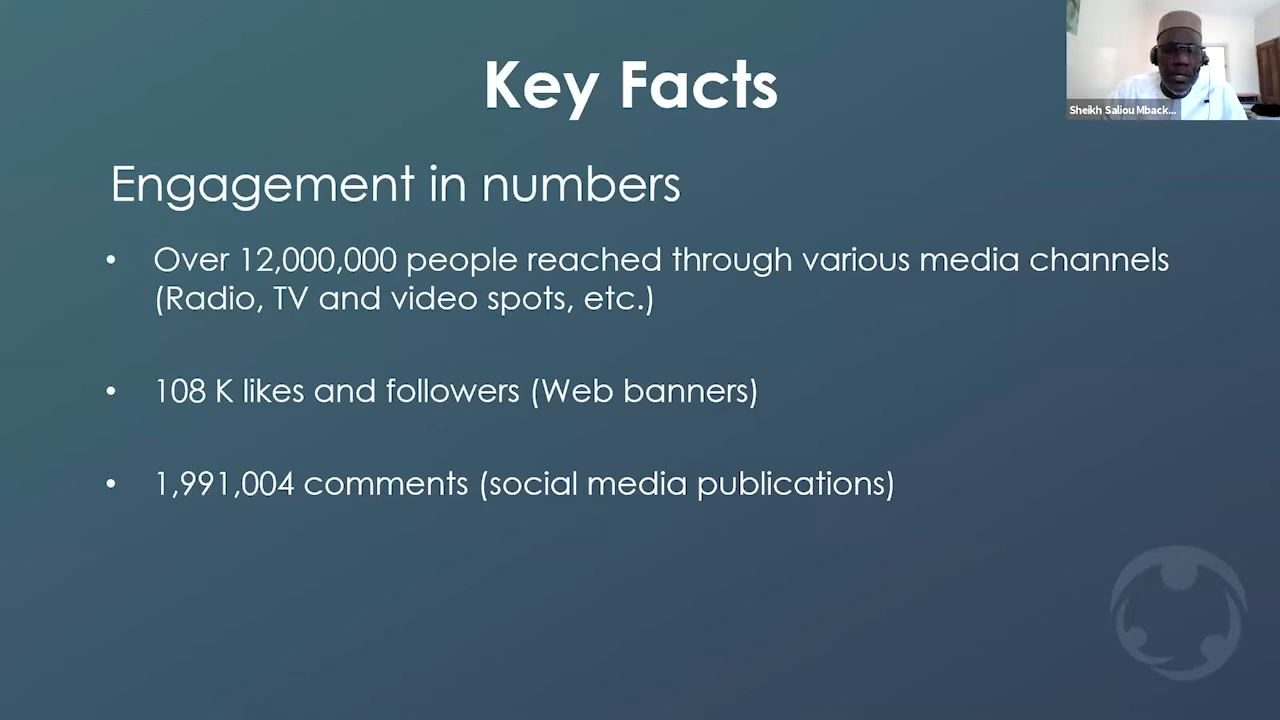 Key Facts
Sheikh Saliou Mback...
Engagement in numbers
• Over 12,000,000 people reached through various media channels
(Radio, TV and video spots, etc.)
• 108 K likes and followers (Web banners)
• 1,991,004 comments (social media publications)